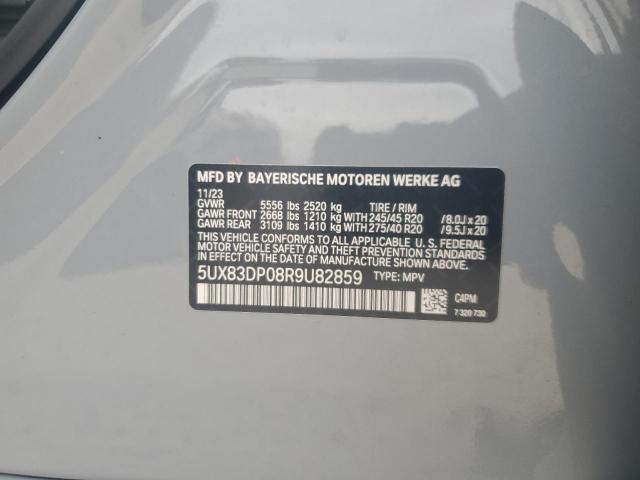 MFD BY BAYERISCHE MOTOREN WERKE AG
11/23
GVWR 5556 lbs 2520 kg TIRE / RIM
GAWR FRONT 2668 lbs 1210 kg WITH 245/45 R20 / 8.0J x 20
GAWR REAR 3109 lbs 1410 kg WITH 275/40 R20 / 9.5J x 20
THIS VEHICLE CONFORMS TO ALL APPLICABLE U.S. FEDERAL
MOTOR VEHICLE SAFETY AND THEFT PREVENTION STANDARDS
IN EFFECT ON THE DATE OF MANUFACTURE SHOWN ABOVE.
5UX83DP08R9U82859 TYPE: MPV
C4PM
7 320 730